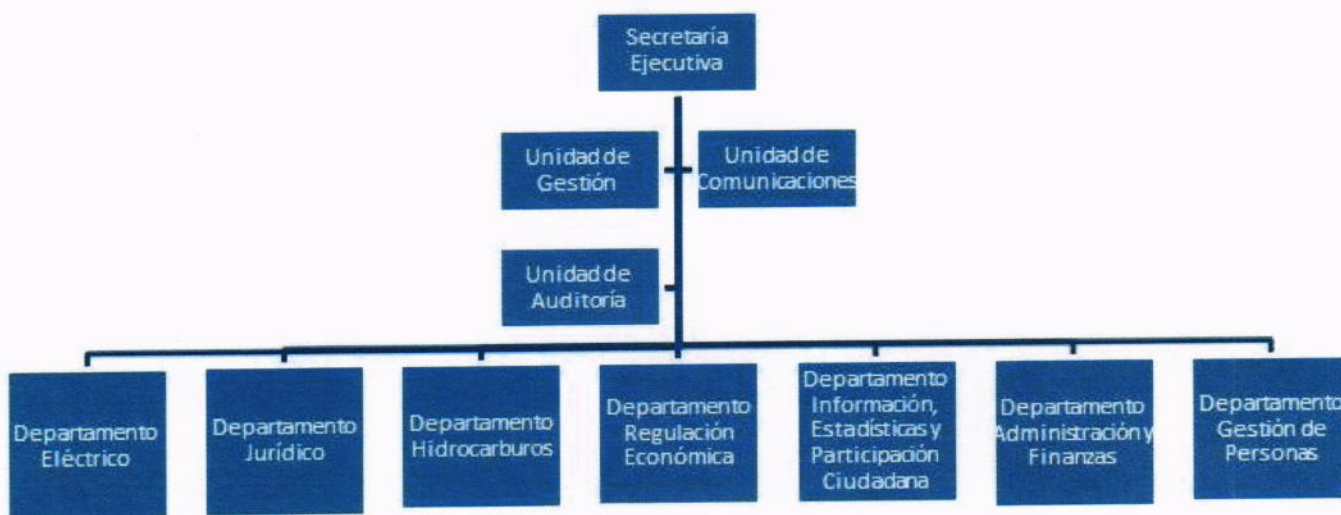 Secretaría
Ejecutiva
Unidad de
Gestión
Unidad de
Comunicaciones
Unidad de
Auditoría
Departamento
Eléctrico
Departamento
Jurídico
Departamento
Hidrocarburos
Departamento
Regulación
Económica
Departamento
Información,
Estadísticas y
Participación
Ciudadana
Departamento
Administración y
Finanzas
Departamento
Gestión de
Personas